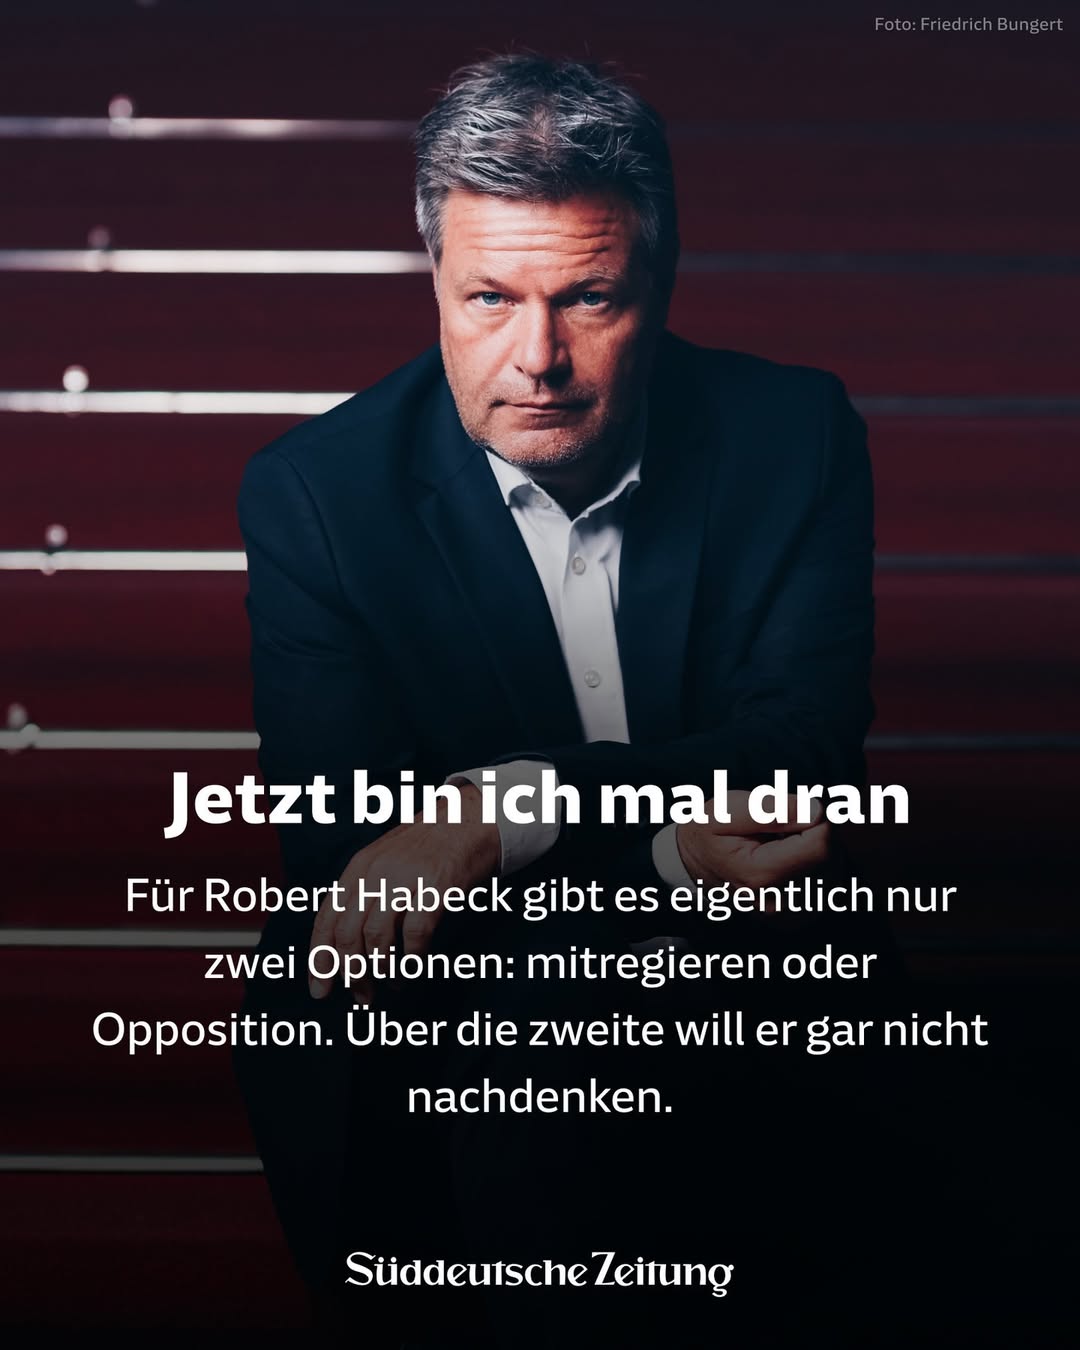 Foto: Friedrich Bungert
Jetzt bin ich mal dran
Für Robert Habeck gibt es eigentlich nur
zwei Optionen: mitregieren oder
Opposition. Über die zweite will er gar nicht
nachdenken.
Süddeutsche Zeitung